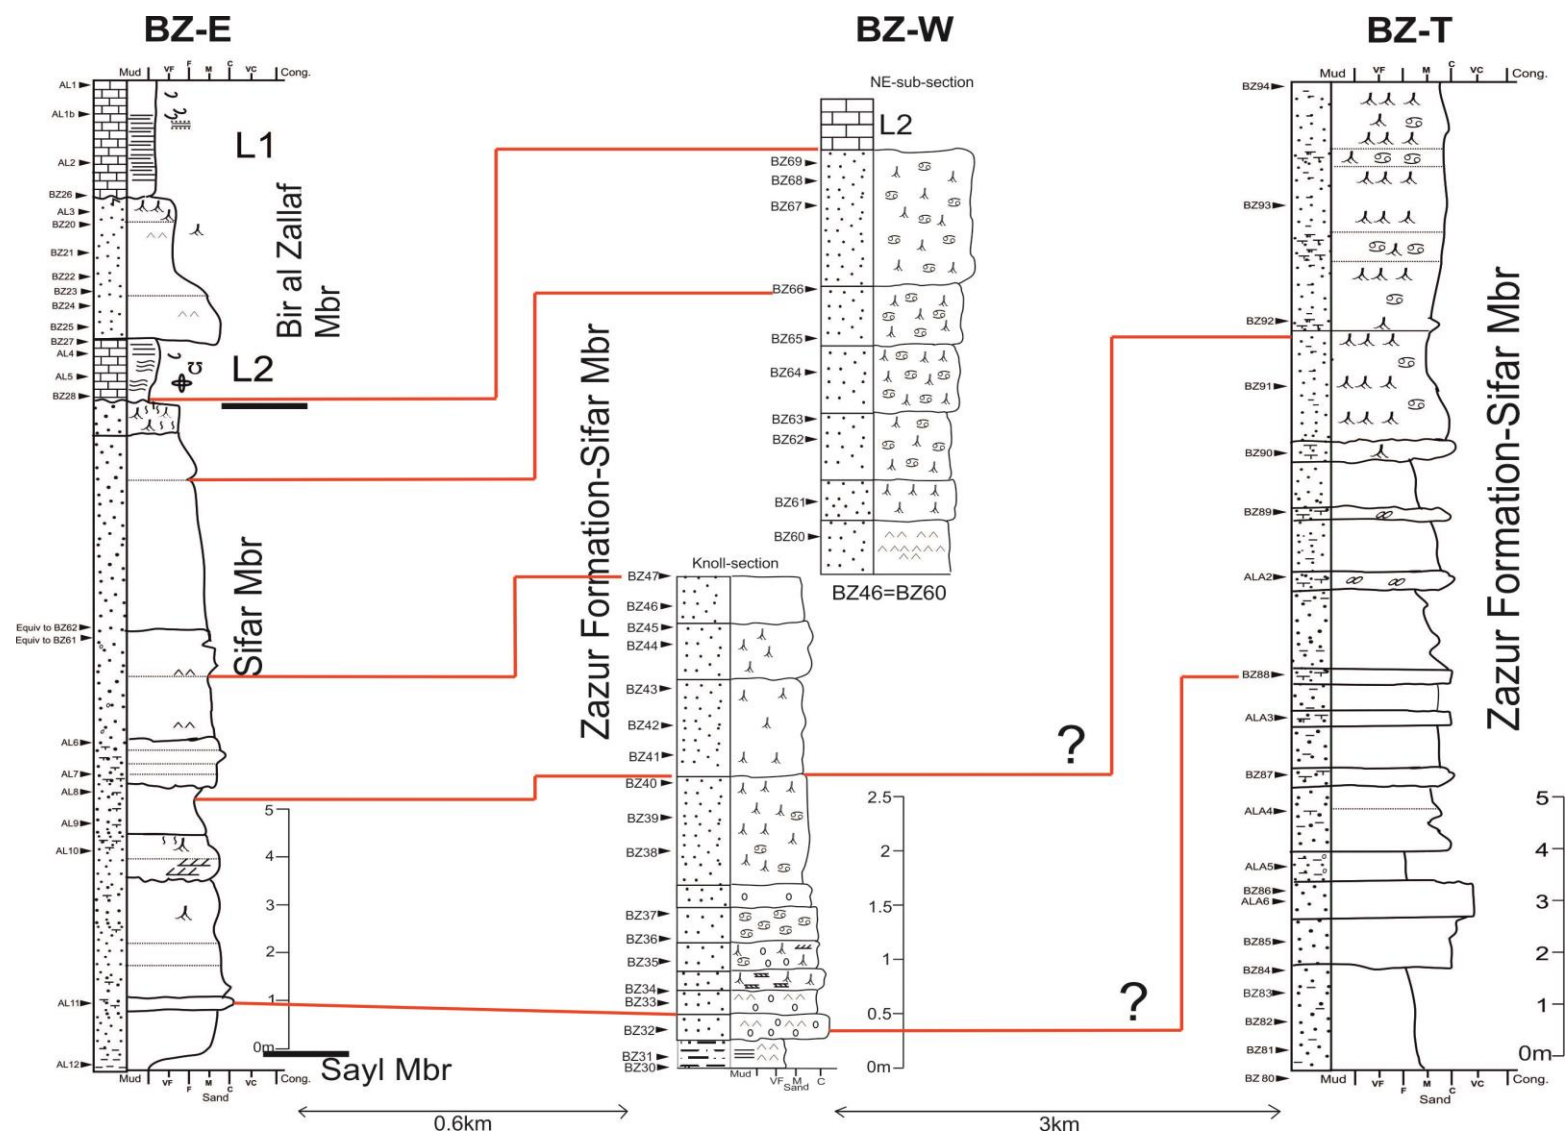 BZ-E
BZ-W
BZ-T
Mud VF F M C VC Cong.
AL1
AL1b
AL2
BZ26
AL3
BZ20
BZ21
BZ22
BZ23
BZ24
BZ25
BZ27
AL4
AL5
BZ28
Equiv to BZ62
Equiv to BZ61
AL6
AL7
AL8
AL9
AL10
AL11
AL12
L1
Bir al Zallaf
Mbr
L2
Sifar Mbr
5
4
3
2
1
0m
Sayl Mbr
Mud VF F M C VC Cong.
Sand
Zazur Formation-Sifar Mbr
NE-sub-section
L2
BZ69
BZ68
BZ67
BZ66
BZ65
BZ64
BZ63
BZ62
BZ61
BZ60
BZ46=BZ60
Knoll-section
BZ47
BZ46
BZ45
BZ44
BZ43
BZ42
BZ41
BZ40
BZ39
BZ38
BZ37
BZ36
BZ35
BZ34
BZ33
BZ32
BZ31
BZ30
Mud VF M C
Sand
2.5
2
1.5
1
0.5
0m
?
?
Mud VF F M C VC Cong.
BZ94
BZ93
BZ92
BZ91
BZ90
BZ89
ALA2
BZ88
ALA3
BZ87
ALA4
ALA5
BZ86
ALA6
BZ85
BZ84
BZ83
BZ82
BZ81
BZ 80
Mud VF F M C VC Cong.
Sand
Zazur Formation-Sifar Mbr
5
4
3
2
1
0m
0.6km
3km